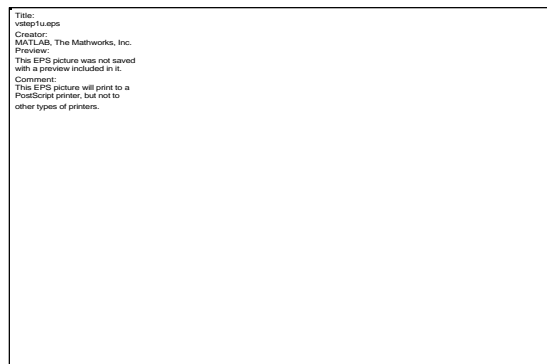 Title:
vstep1u.eps
Creator:
MATLAB, The Mathworks, Inc.
Preview:
This EPS picture was not saved
with a preview included in it.
Comment:
This EPS picture will print to a
PostScript printer, but not to
other types of printers.